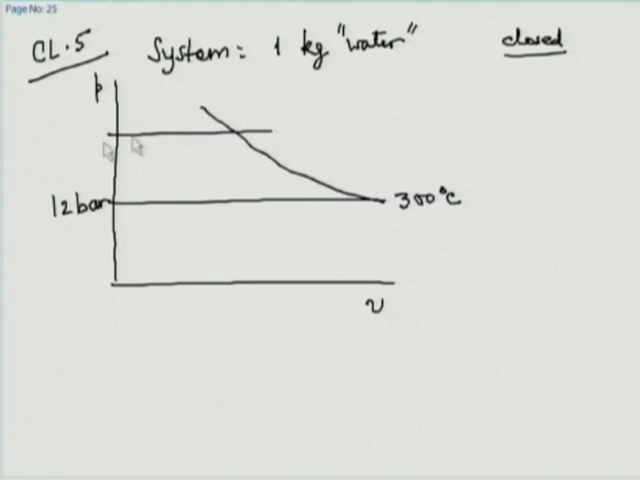 Page No: 25
CL.5 System: 1 kg "water" closed
p
12 bar 300°C
v